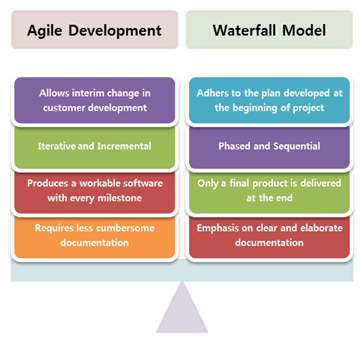 Agile Development
Waterfall Model
Allows interim change in
customer development
Adhers to the plan developed at
the beginning of project
Iterative and Incremental
Phased and Sequential
Produces a workable software
with every milestone
Only a final product is delivered
at the end
Requires less cumbersome
documentation
Emphasis on clear and elaborate
documentation